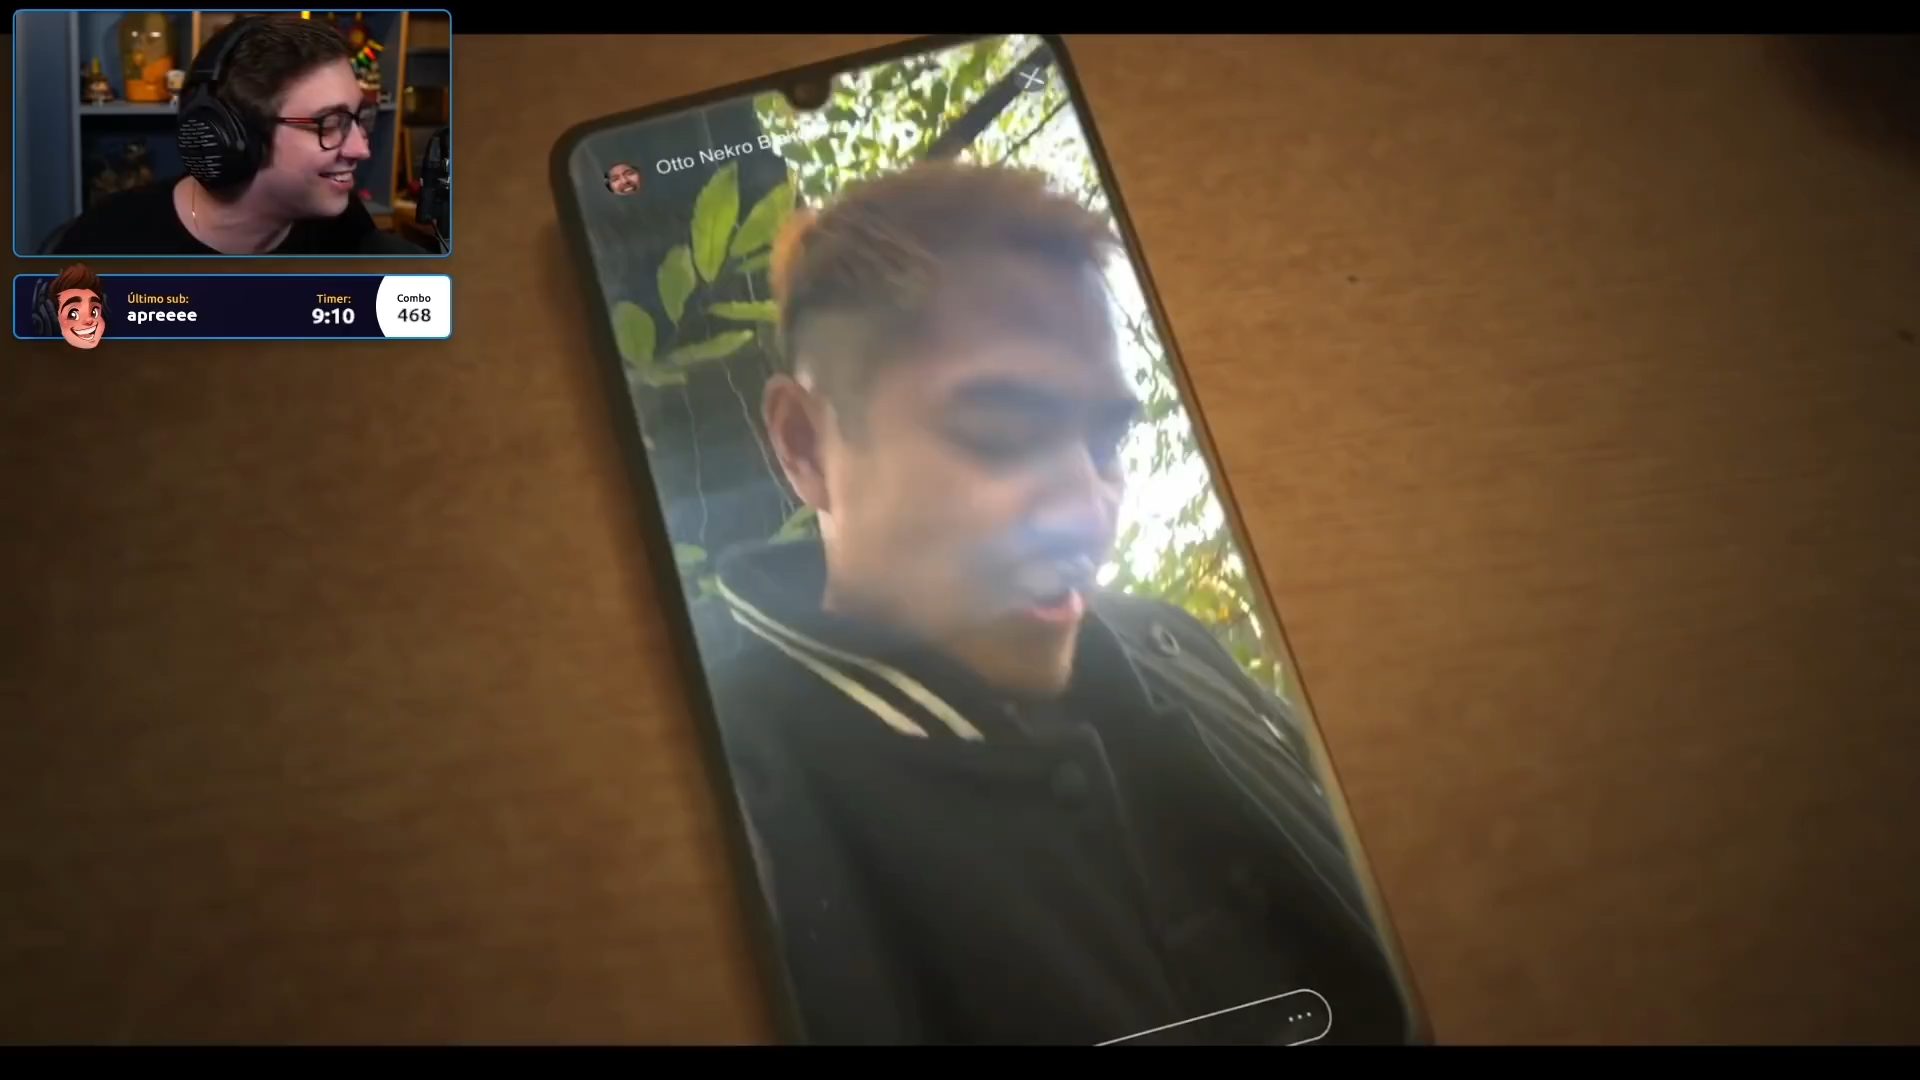 Último sub:
apreeee
Timer:
9:10
Combo
468
Otto Nekro